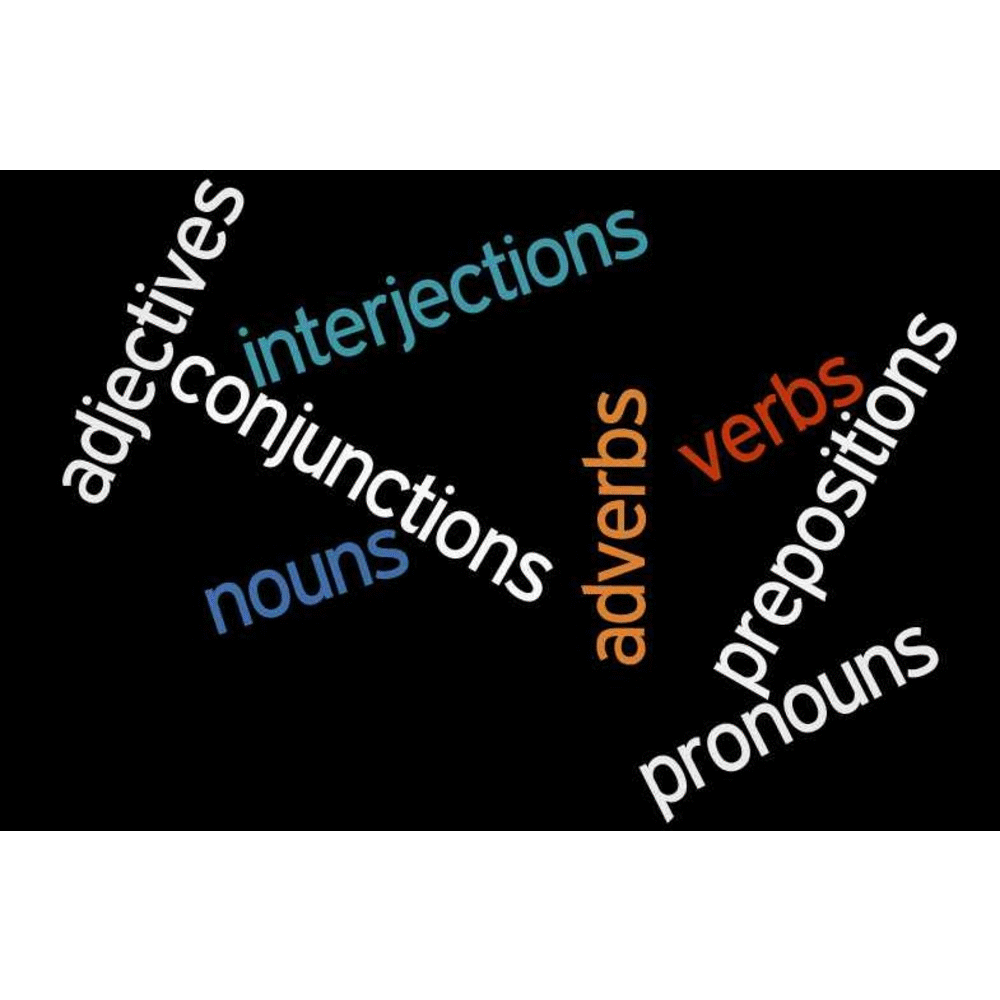 adjectives
interjections
conjunctions
nouns
adverbs
verbs
prepositions
pronouns